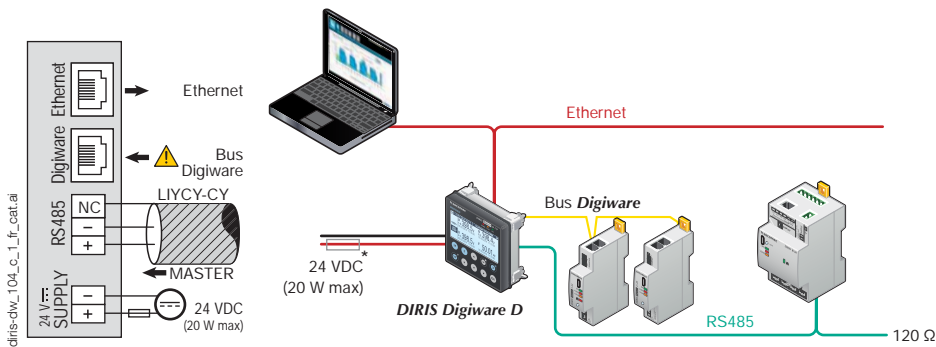 diris-dw_104_c_1_fr_cat.ai
Ethernet
Ethernet
Digiware
Bus
Digiware
RS485
NC
–
+
LIYCY-CY
MASTER
24 V
SUPPLY
–
+
24 VDC
(20 W max)
Ethernet
Bus Digiware
24 VDC
*
(20 W max)
DIRIS Digiware D
RS485
120 Ω